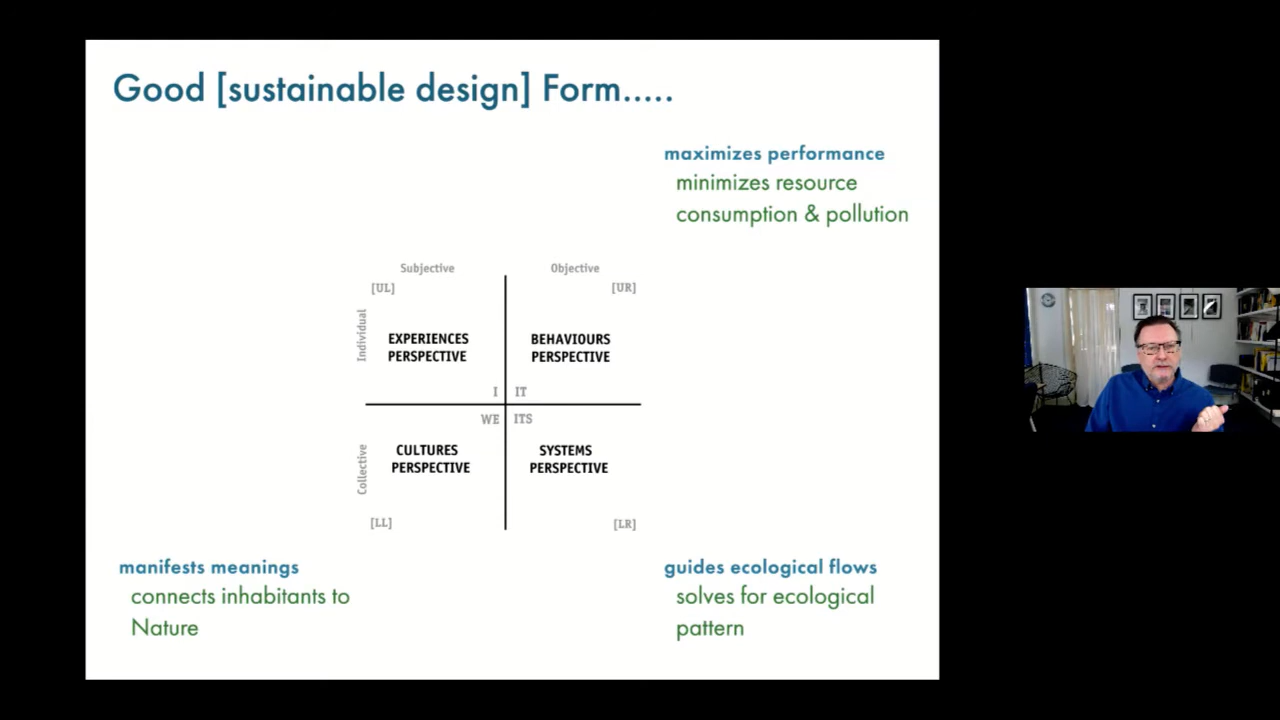 Good [sustainable design] Form.....
maximizes performance
minimizes resource
consumption & pollution
Subjective
Objective
[UL]
[UR]
Individual
EXPERIENCES
PERSPECTIVE
BEHAVIOURS
PERSPECTIVE
I
IT
WE
ITS
Collective
CULTURES
PERSPECTIVE
SYSTEMS
PERSPECTIVE
[LL]
[LR]
manifests meanings
connects inhabitants to
Nature
guides ecological flows
solves for ecological
pattern